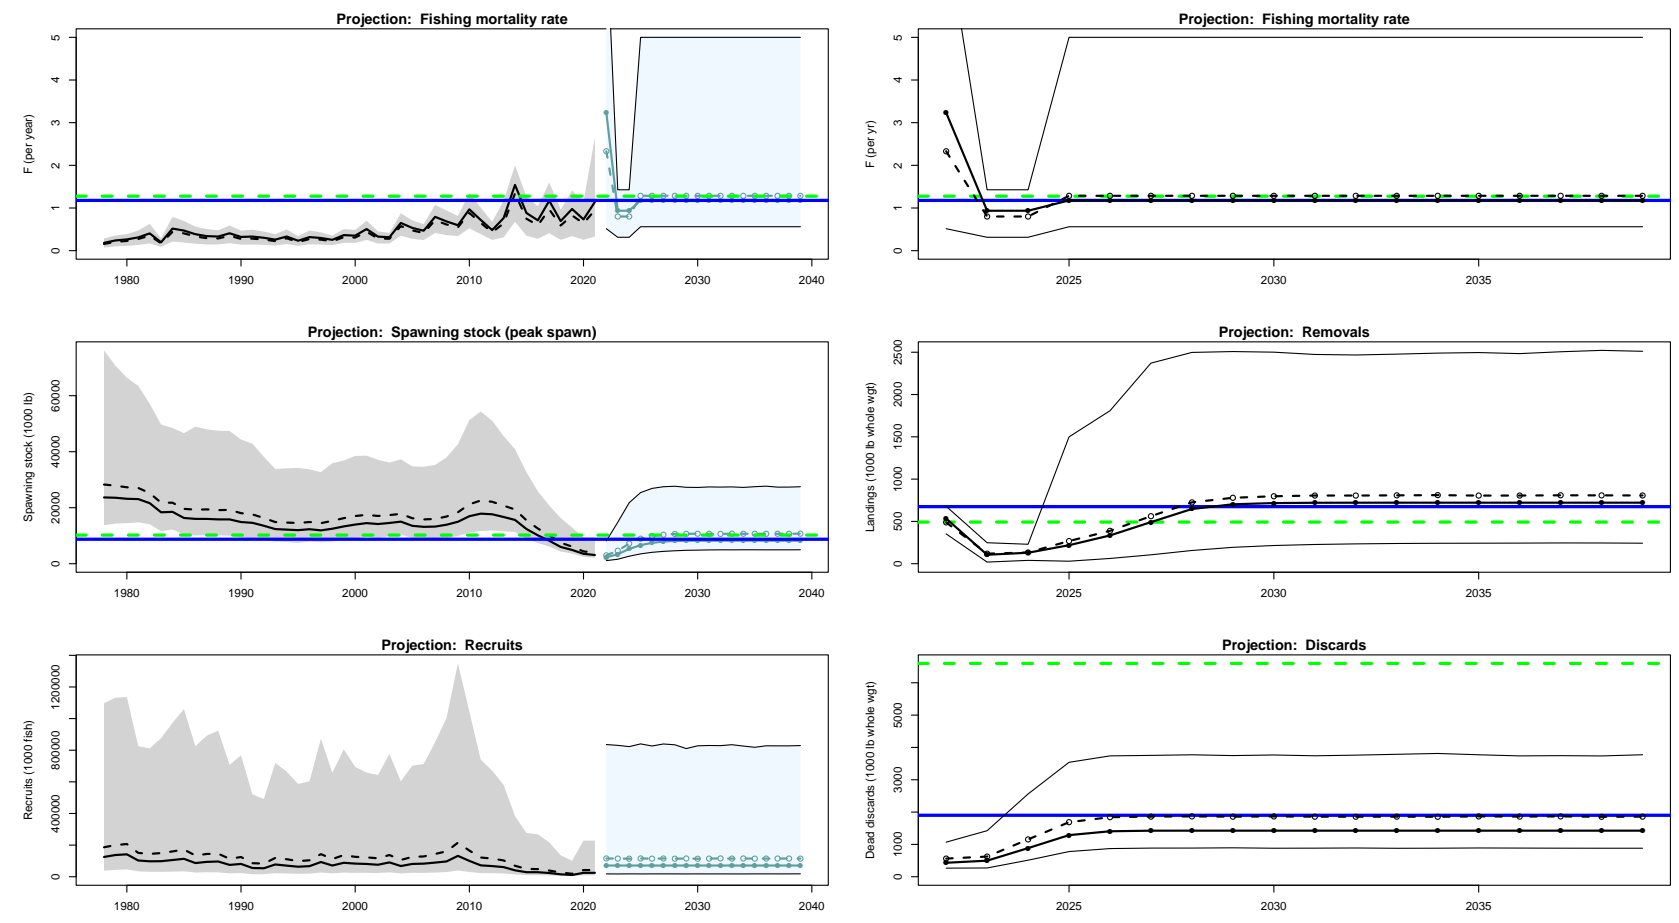 Projection: Fishing mortality rate
F (per year)
0 1 2 3 4 5
1980 1990 2000 2010 2020 2030 2040
Projection: Fishing mortality rate
F (per yr)
0 1 2 3 4 5
2025 2030 2035
Projection: Spawning stock (peak spawn)
Spawning stock (1000 lb)
0 20000 40000 60000
1980 1990 2000 2010 2020 2030 2040
Projection: Removals
Landings (1000 lb whole wgt)
0 500 1000 1500 2000 2500
2025 2030 2035
Projection: Recruits
Recruits (1000 fish)
0 400000 800000 1200000
1980 1990 2000 2010 2020 2030 2040
Projection: Discards
Dead discards (1000 lb whole wgt)
0 1000 3000 5000
2025 2030 2035